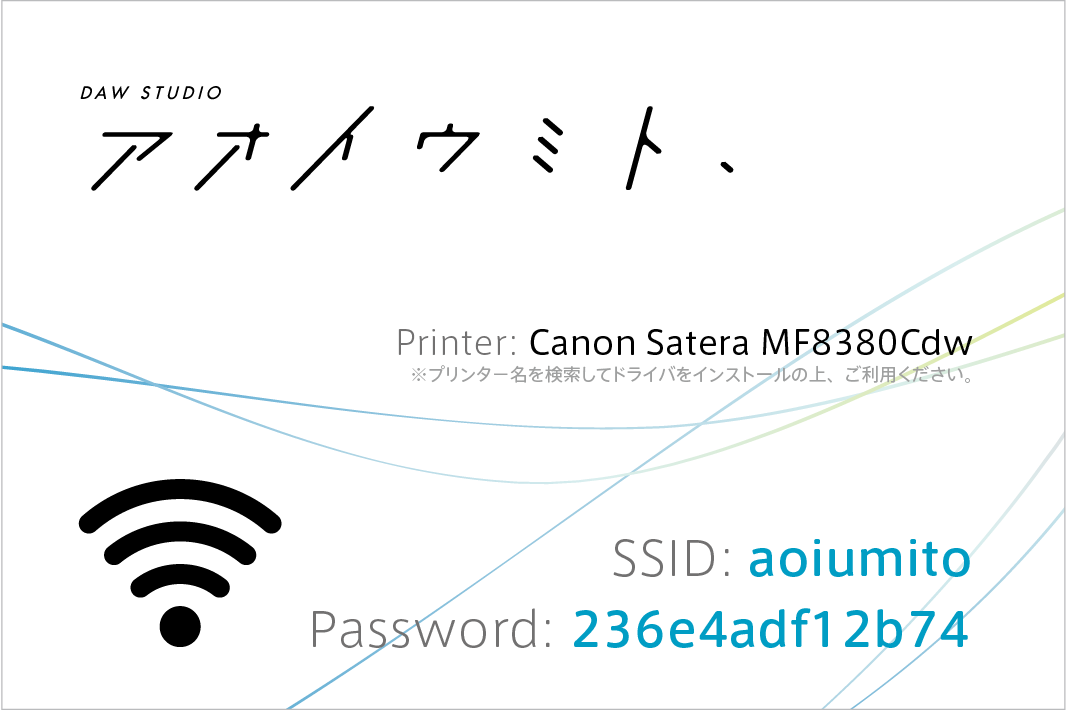 DAW STUDIO
アオイウミト、
Printer: Canon Satera MF8380Cdw
※プリンター名を検索してドライバをインストールの上、ご利用ください。
SSID: aoiumito
Password: 236e4adf12b74